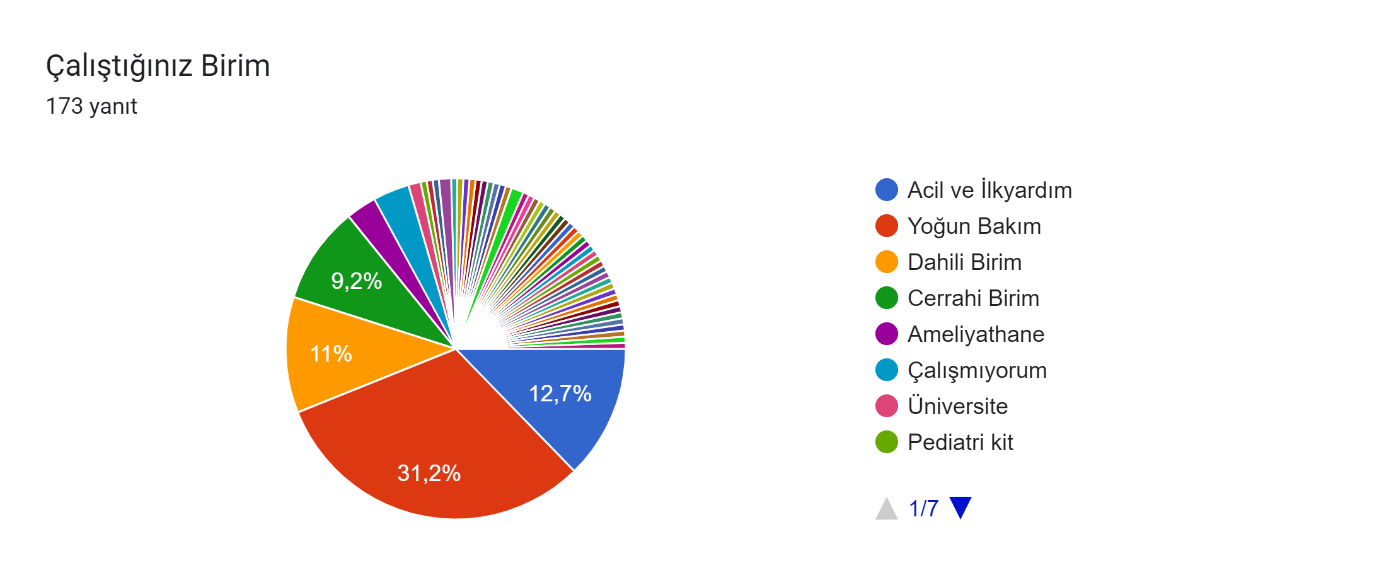 Çalıştığınız Birim
173 yanıt
9,2%
11%
12,7%
31,2%
Acil ve İlkyardım
Yoğun Bakım
Dahili Birim
Cerrahi Birim
Ameliyathane
Çalışmıyorum
Üniversite
Pediatri kit
1/7